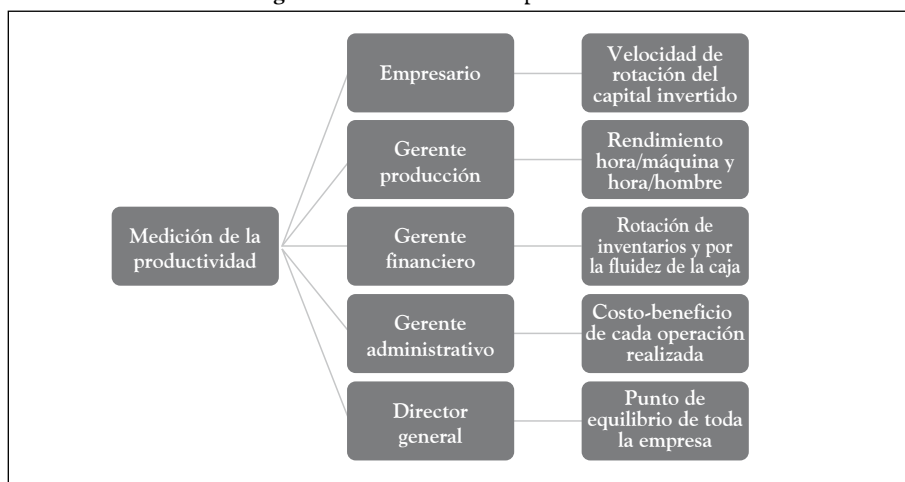 Medición de la
productividad
Empresario
Velocidad de
rotación del
capital invertido
Gerente
producción
Rendimiento
hora/máquina y
hora/hombre
Gerente
financiero
Rotación de
inventarios y por
la fluidez de la caja
Gerente
administrativo
Costo-beneficio
de cada operación
realizada
Director
general
Punto de
equilibrio de toda
la empresa